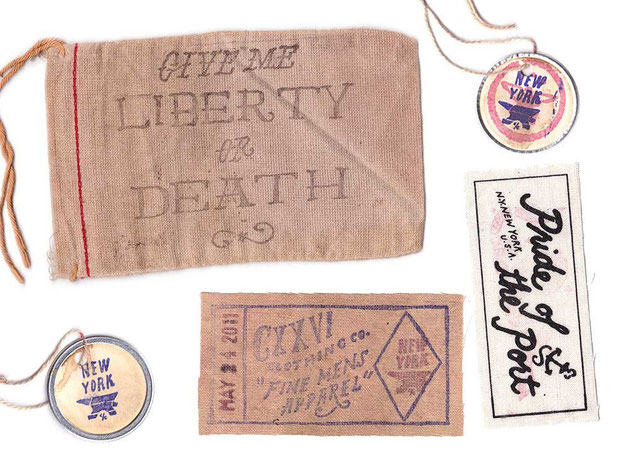 GIVE ME
LIBERTY
OR
DEATH
NEW
YORK
Pride of
the Port
N.Y. NEW YORK
U.S.A.
MAY 24 2011
CXXVI
CLOTHING CO.
"FINE MENS
APPAREL"
NEW
YORK
NEW
YORK